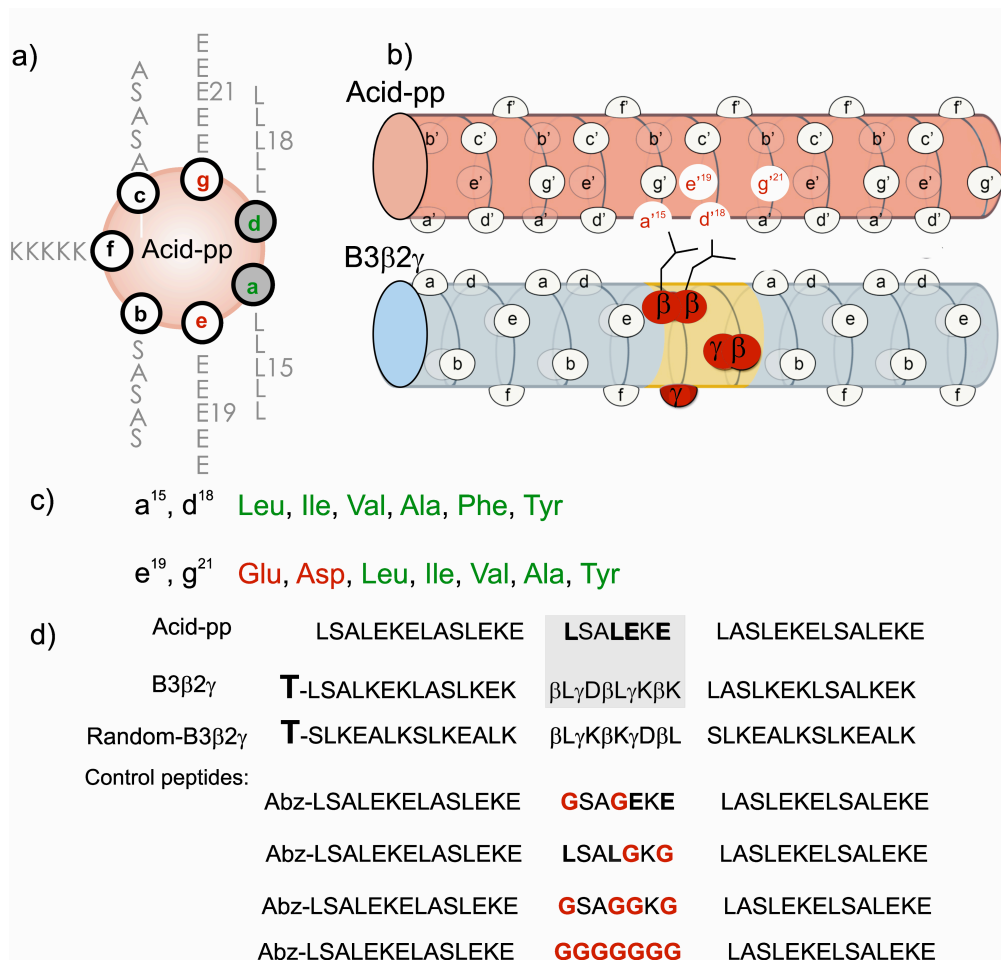 a)
A
S
A
S
A
E
E
E21
E
E
L
L
L18
L
L
c
g
d
KKKKK
f
Acid-pp
a
b
e
S
A
S
A
S
E
E
E19
E
E
L
L
L15
L
L
b)
Acid-pp
f' f' f' f' f'
b' c' b' c' b' c' b' c' b' c'
e' g' e' g' e'19 g'21 e' g' e' g'
a' d' a' d' a'15 d'18 a' d' a' d'
B3β2γ
a d a d a d a d
e e β β e e
b b γ β b b
f f γ f f
c)
a15, d18 Leu, Ile, Val, Ala, Phe, Tyr
e19, g21 Glu, Asp, Leu, Ile, Val, Ala, Tyr
d)
Acid-pp LSALEKELASLEKE LSALEKE LASLEKELSALEKE
B3β2γ T-LSALKEKLASLKEK βLγDβLγKβK LASLKEKLSALKEK
Random-B3β2γ T-SLKEALKSLKEALK βLγKβKγDβL SLKEALKSLKEALK
Control peptides:
Abz-LSALEKELASLEKE GSAGEKE LASLEKELSALEKE
Abz-LSALEKELASLEKE LSALGKG LASLEKELSALEKE
Abz-LSALEKELASLEKE GSAGGKG LASLEKELSALEKE
Abz-LSALEKELASLEKE GGGGGGG LASLEKELSALEKE